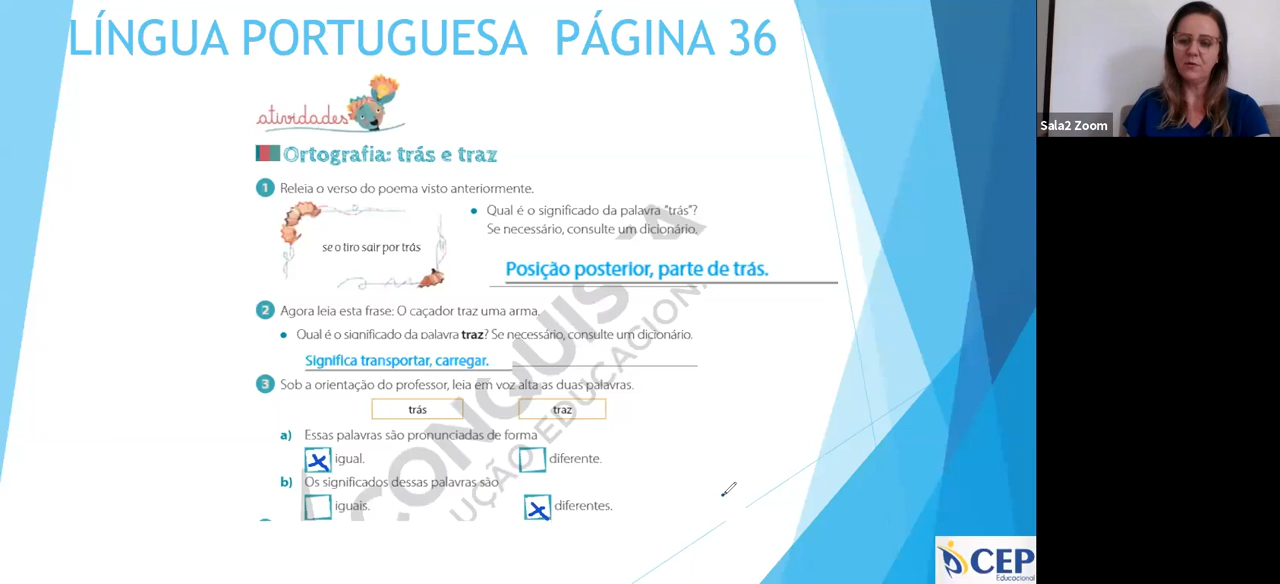 LÍNGUA PORTUGUESA PÁGINA 36
Sala2 Zoom
atividades
Ortografia: trás e traz
1 Releia o verso do poema visto anteriormente.
se o tiro sair por trás
• Qual é o significado da palavra “trás”?
Se necessário, consulte um dicionário.
Posição posterior, parte de trás.
2 Agora leia esta frase: O caçador traz uma arma.
• Qual é o significado da palavra traz? Se necessário, consulte um dicionário.
Significa transportar, carregar.
3 Sob a orientação do professor, leia em voz alta as duas palavras.
trás traz
a) Essas palavras são pronunciadas de forma
igual. diferente.
b) Os significados dessas palavras são
iguais. diferentes.
CEP
Educacional